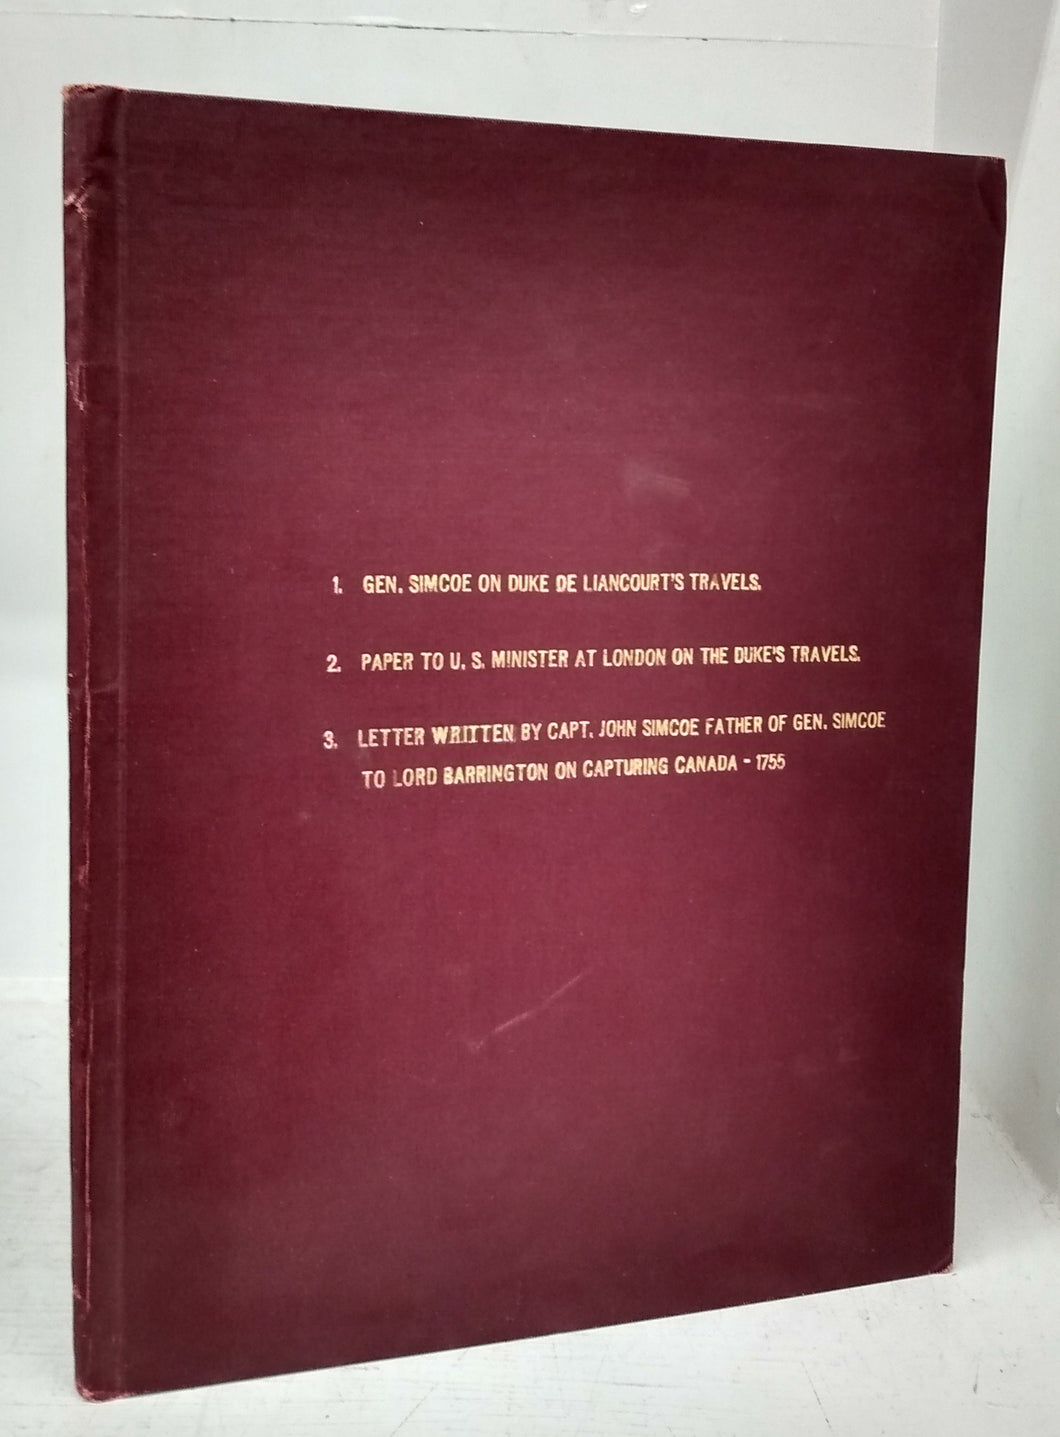 1. GEN. SIMCOE ON DUKE DE LIANCOURT'S TRAVELS.
2. PAPER TO U. S. MINISTER AT LONDON ON THE DUKE'S TRAVELS.
3. LETTER WRITTEN BY CAPT. JOHN SIMCOE FATHER OF GEN. SIMCOE
TO LORD BARRINGTON ON CAPTURING CANADA - 1755